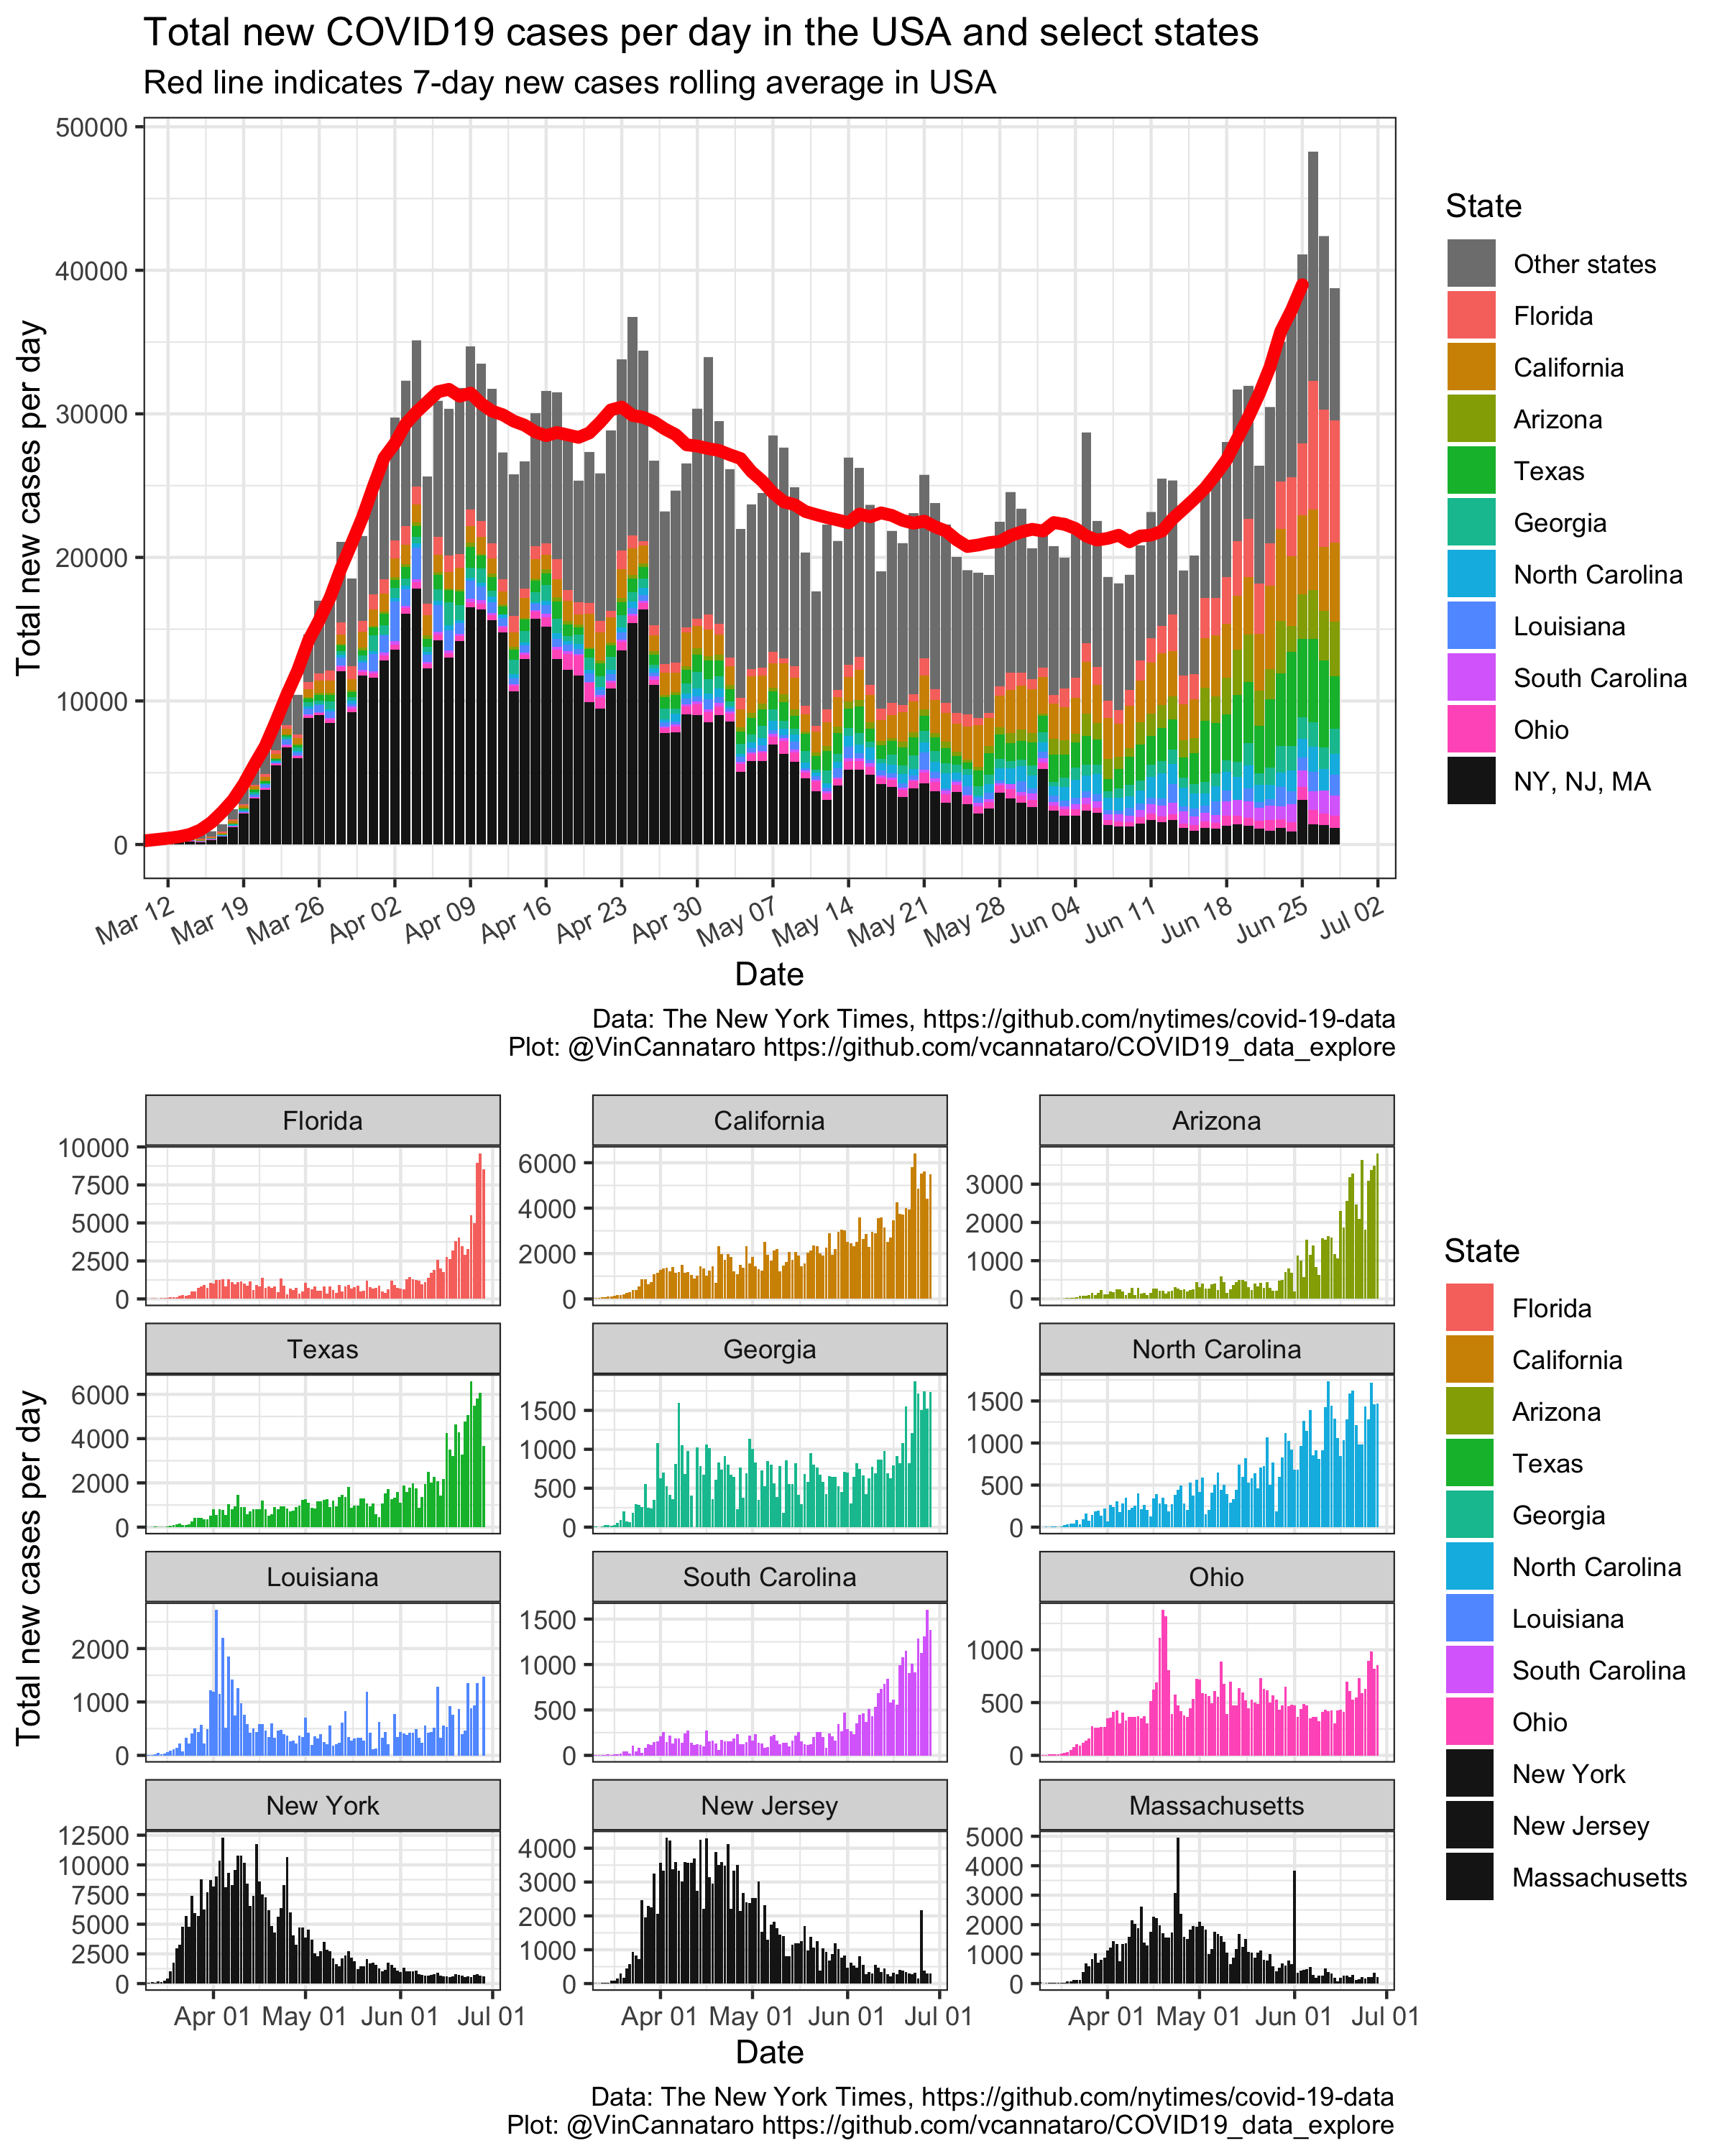 Total new COVID19 cases per day in the USA and select states
Red line indicates 7-day new cases rolling average in USA
Total new cases per day
50000
40000
30000
20000
10000
0
Mar 12
Mar 19
Mar 26
Apr 02
Apr 09
Apr 16
Apr 23
Apr 30
May 07
May 14
May 21
May 28
Jun 04
Jun 11
Jun 18
Jun 25
Jul 02
Date
State
Other states
Florida
California
Arizona
Texas
Georgia
North Carolina
Louisiana
South Carolina
Ohio
NY, NJ, MA
Data: The New York Times, https://github.com/nytimes/covid-19-data
Plot: @VinCannataro https://github.com/vcannataro/COVID19_data_explore
Total new cases per day
Florida
10000
7500
5000
2500
0
California
6000
4000
2000
0
Arizona
3000
2000
1000
0
Texas
6000
4000
2000
0
Georgia
1500
1000
500
0
North Carolina
1500
1000
500
0
Louisiana
2000
1000
0
South Carolina
1500
1000
500
0
Ohio
1000
500
0
New York
12500
10000
7500
5000
2500
0
New Jersey
4000
3000
2000
1000
0
Massachusetts
5000
4000
3000
2000
1000
0
Apr 01
May 01
Jun 01
Jul 01
Apr 01
May 01
Jun 01
Jul 01
Apr 01
May 01
Jun 01
Jul 01
Date
State
Florida
California
Arizona
Texas
Georgia
North Carolina
Louisiana
South Carolina
Ohio
New York
New Jersey
Massachusetts
Data: The New York Times, https://github.com/nytimes/covid-19-data
Plot: @VinCannataro https://github.com/vcannataro/COVID19_data_explore